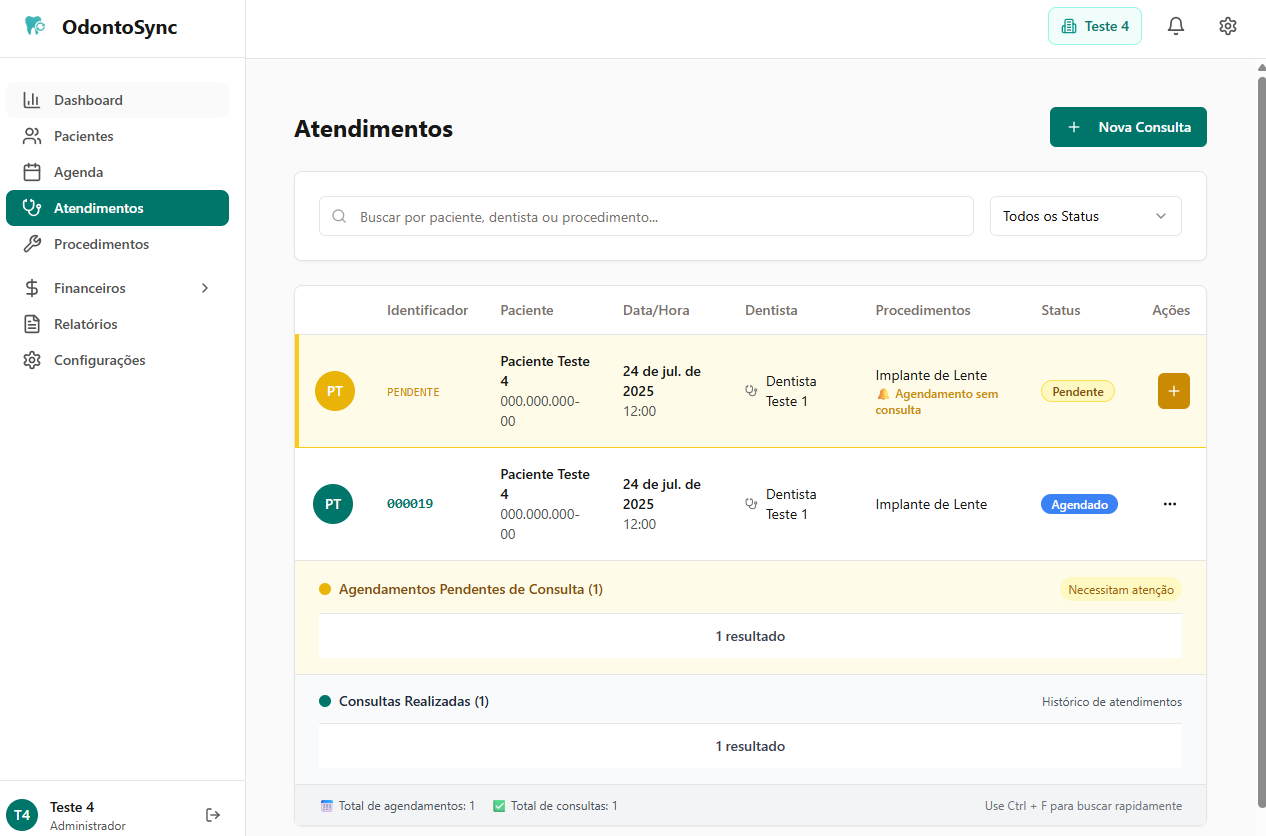 OdontoSync
Teste 4
Dashboard
Pacientes
Agenda
Atendimentos
Procedimentos
Financeiros
Relatórios
Configurações
T4
Teste 4
Administrador
Atendimentos
+ Nova Consulta
Buscar por paciente, dentista ou procedimento...
Todos os Status
Identificador Paciente Data/Hora Dentista Procedimentos Status Ações
PT
PENDENTE
Paciente Teste
4
000.000.000-
00
24 de jul. de
2025
12:00
Dentista
Teste 1
Implante de Lente
Agendamento sem
consulta
Pendente
+
PT
000019
Paciente Teste
4
000.000.000-
00
24 de jul. de
2025
12:00
Dentista
Teste 1
Implante de Lente
Agendado
...
Agendamentos Pendentes de Consulta (1)
Necessitam atenção
1 resultado
Consultas Realizadas (1)
Histórico de atendimentos
1 resultado
Total de agendamentos: 1
Total de consultas: 1
Use Ctrl + F para buscar rapidamente